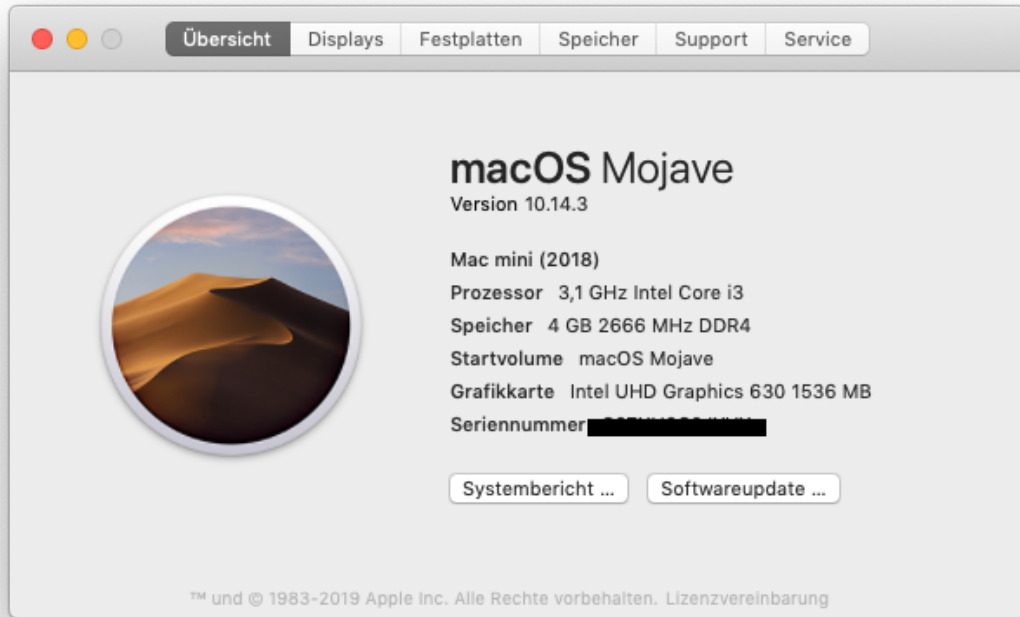 Übersicht Displays Festplatten Speicher Support Service
macOS Mojave
Version 10.14.3
Mac mini (2018)
Prozessor 3,1 GHz Intel Core i3
Speicher 4 GB 2666 MHz DDR4
Startvolume macOS Mojave
Grafikkarte Intel UHD Graphics 630 1536 MB
Seriennummer
Systembericht ... Softwareupdate ...
™ und © 1983-2019 Apple Inc. Alle Rechte vorbehalten. Lizenzvereinbarung